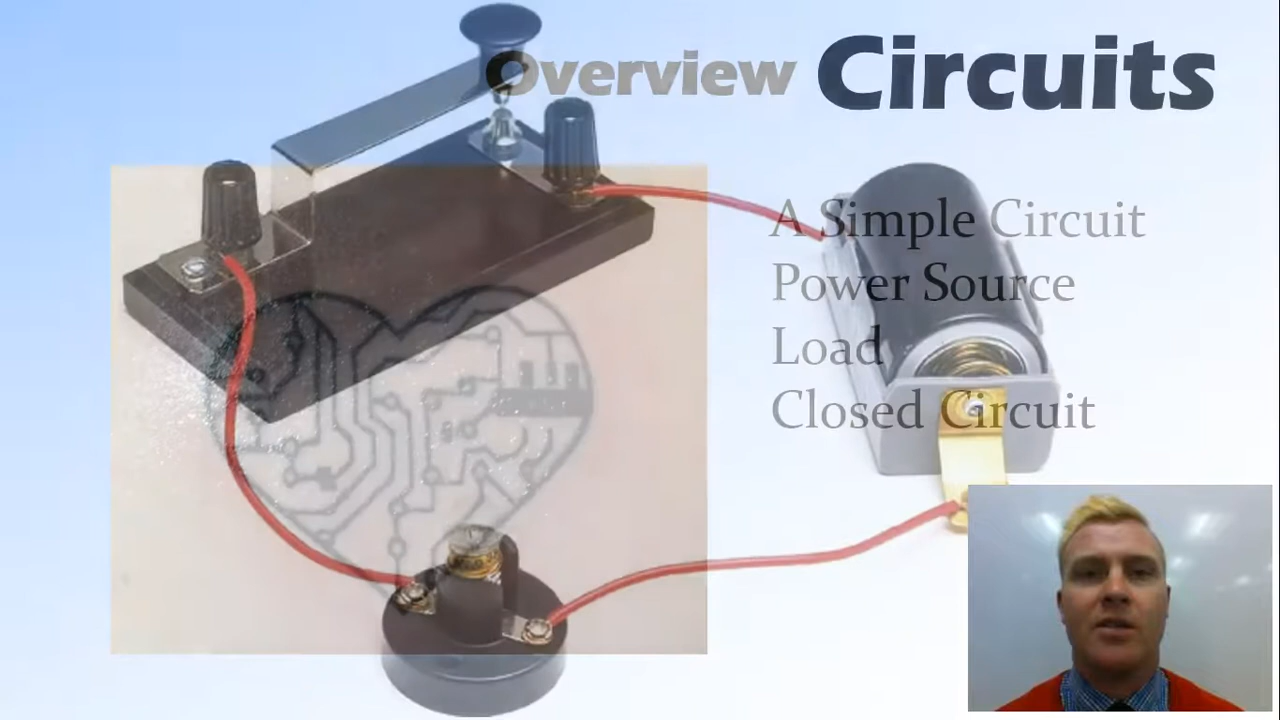 Overview Circuits
A Simple Circuit
Power Source
Load
Closed Circuit